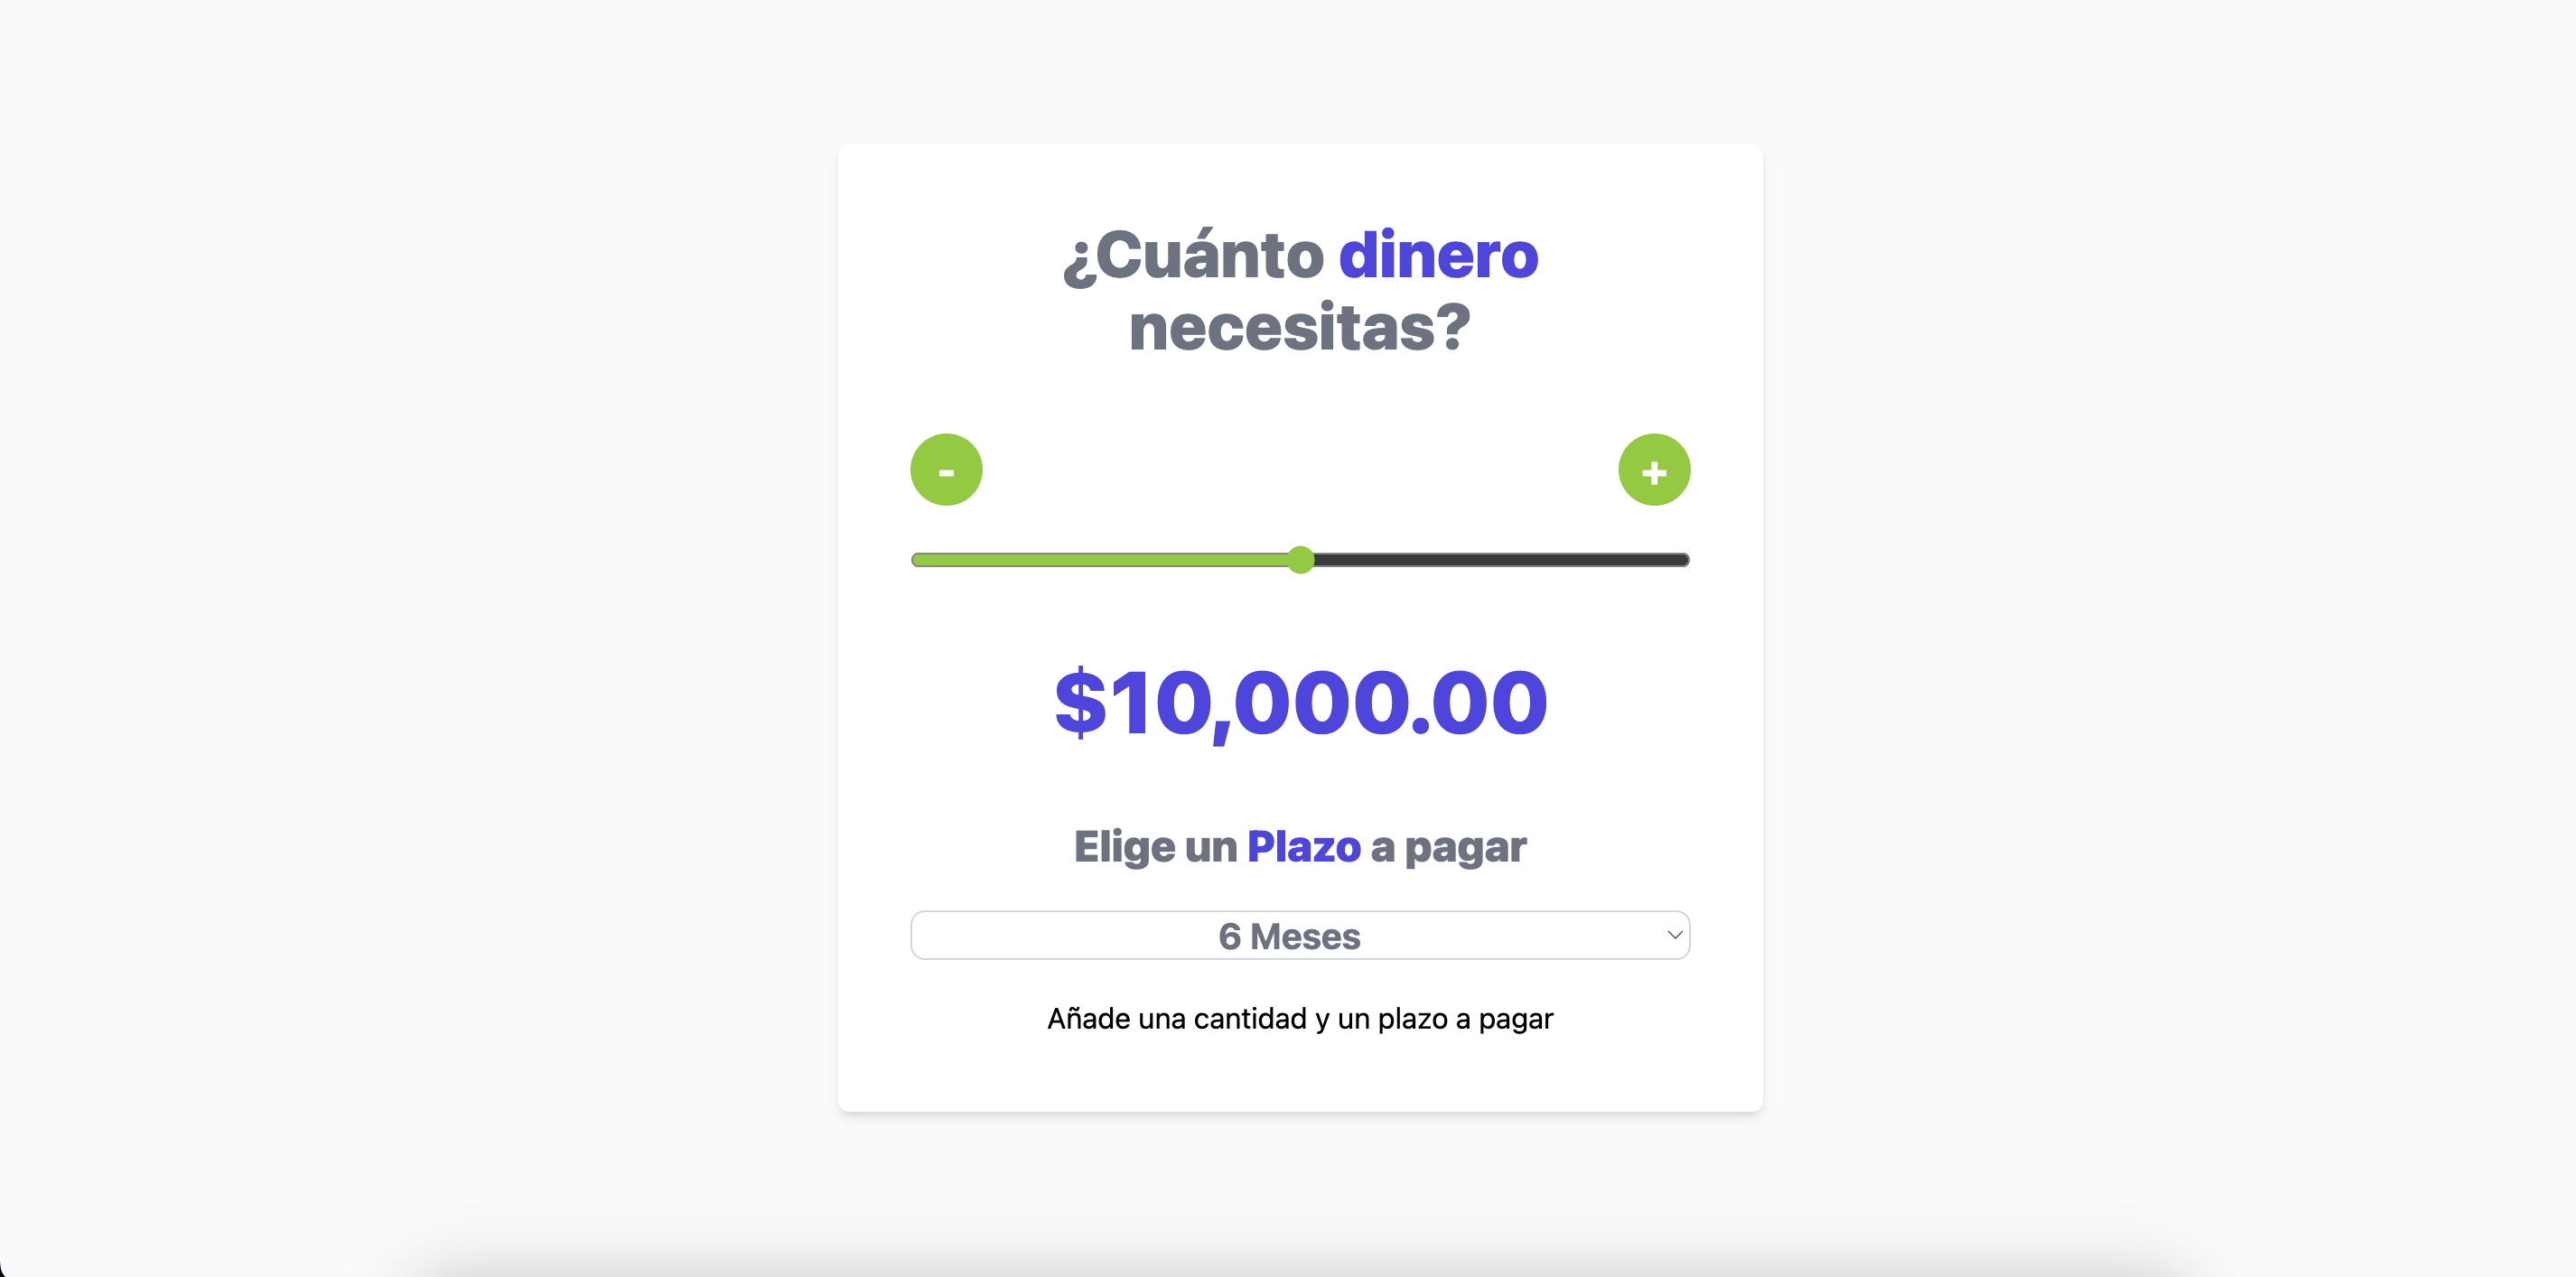 ¿Cuánto dinero
necesitas?
- +
$10,000.00
Elige un Plazo a pagar
6 Meses
Añade una cantidad y un plazo a pagar